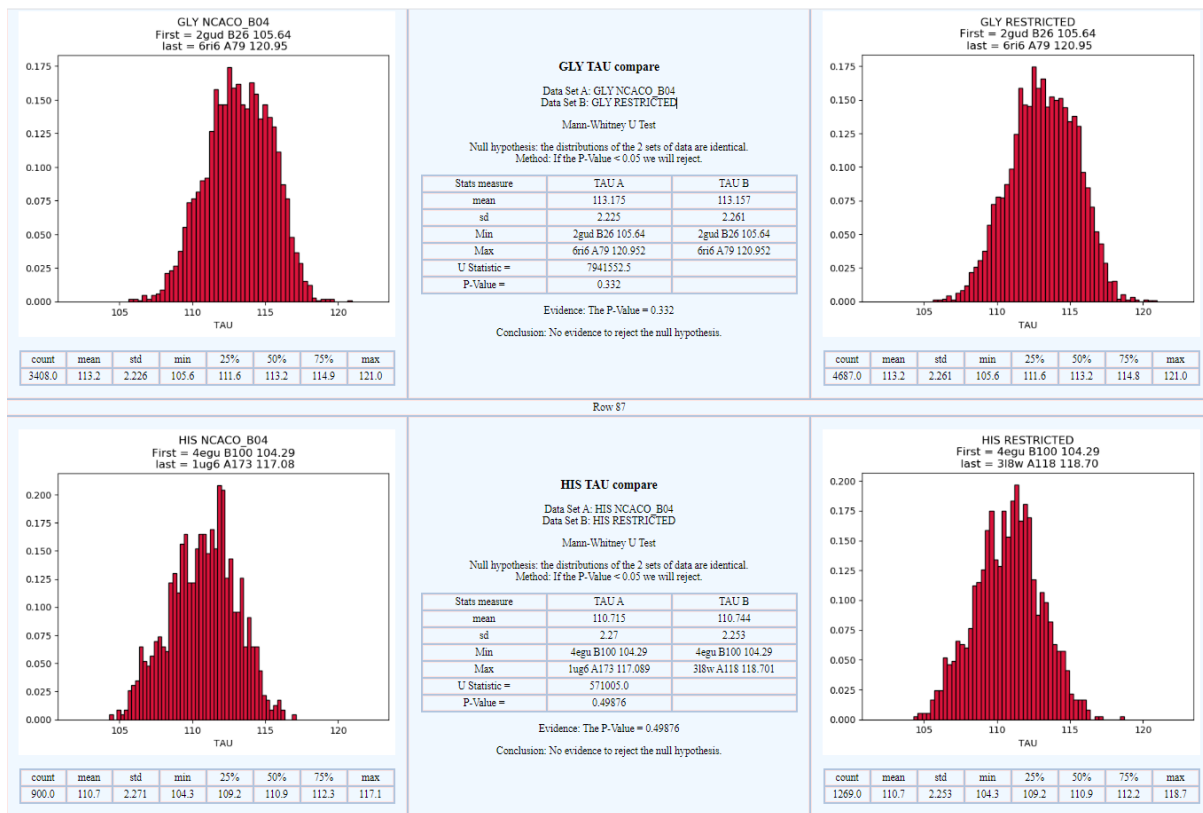 GLY NCACO_B04
First = 2gud B26 105.64
last = 6ri6 A79 120.95
0.175
0.150
0.125
0.100
0.075
0.050
0.025
0.000
105 110 115 120
TAU
count mean std min 25% 50% 75% max
3408.0 113.2 2.226 105.6 111.6 113.2 114.9 121.0
GLY TAU compare
Data Set A: GLY NCACO_B04
Data Set B: GLY RESTRICTED
Mann-Whitney U Test
Null hypothesis: the distributions of the 2 sets of data are identical.
Method: If the P-Value < 0.05 we will reject.
Stats measure TAU A TAU B
mean 113.175 113.157
sd 2.225 2.261
Min 2gud B26 105.64 2gud B26 105.64
Max 6ri6 A79 120.952 6ri6 A79 120.952
U Statistic = 7941552.5
P-Value = 0.332
Evidence: The P-Value = 0.332
Conclusion: No evidence to reject the null hypothesis.
GLY RESTRICTED
First = 2gud B26 105.64
last = 6ri6 A79 120.95
0.175
0.150
0.125
0.100
0.075
0.050
0.025
0.000
105 110 115 120
TAU
count mean std min 25% 50% 75% max
4687.0 113.2 2.261 105.6 111.6 113.2 114.8 121.0
Row 87
HIS NCACO_B04
First = 4egu B100 104.29
last = 1ug6 A173 117.08
0.200
0.175
0.150
0.125
0.100
0.075
0.050
0.025
0.000
105 110 115 120
TAU
count mean std min 25% 50% 75% max
900.0 110.7 2.271 104.3 109.2 110.9 112.3 117.1
HIS TAU compare
Data Set A: HIS NCACO_B04
Data Set B: HIS RESTRICTED
Mann-Whitney U Test
Null hypothesis: the distributions of the 2 sets of data are identical.
Method: If the P-Value < 0.05 we will reject.
Stats measure TAU A TAU B
mean 110.715 110.744
sd 2.27 2.253
Min 4egu B100 104.29 4egu B100 104.29
Max 1ug6 A173 117.089 3l8w A118 118.701
U Statistic = 571005.0
P-Value = 0.49876
Evidence: The P-Value = 0.49876
Conclusion: No evidence to reject the null hypothesis.
HIS RESTRICTED
First = 4egu B100 104.29
last = 3l8w A118 118.70
0.200
0.175
0.150
0.125
0.100
0.075
0.050
0.025
0.000
105 110 115 120
TAU
count mean std min 25% 50% 75% max
1269.0 110.7 2.253 104.3 109.2 110.9 112.2 118.7